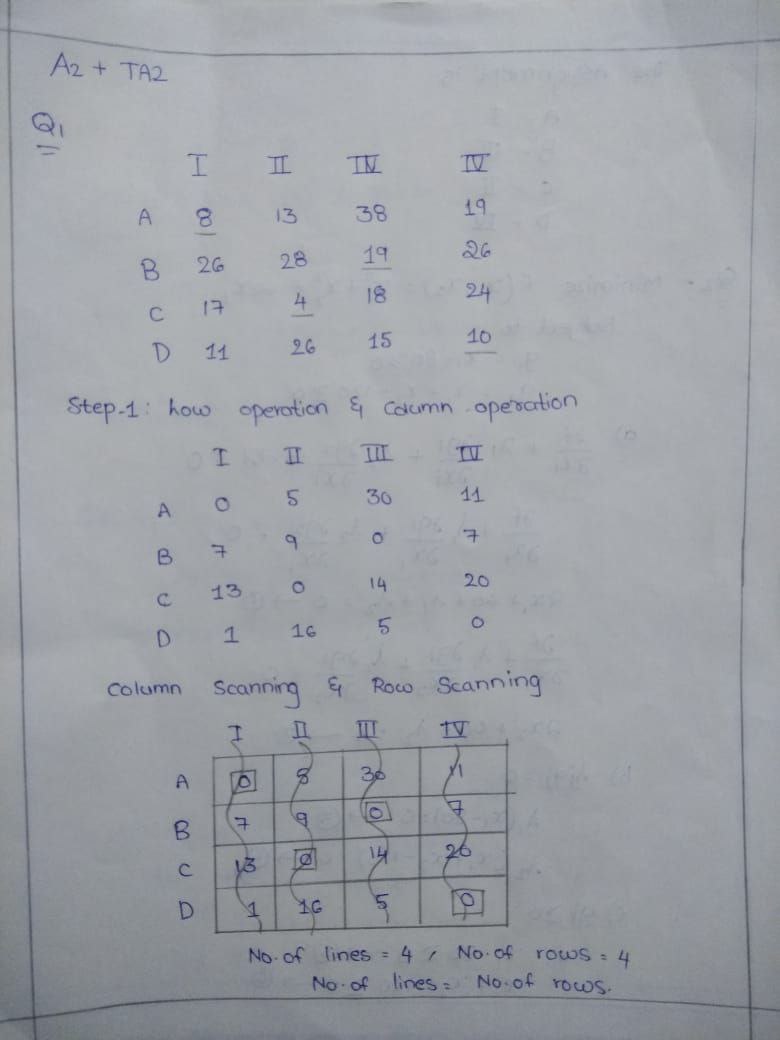 A2 + TA2
Q1
I II IV IV
A 8 13 38 19
B 26 28 19 26
C 17 4 18 24
D 11 26 15 10
Step-1: how operation & Column operation
I II III IV
A 0 5 30 11
B 7 9 0 7
C 13 0 14 20
D 1 16 5 0
Column Scanning & Row Scanning
I II III IV
A 0 8 30 11
B 7 9 0 7
C 13 0 14 20
D 1 16 5 0
No. of lines = 4, No. of rows = 4
No. of lines = No. of rows.